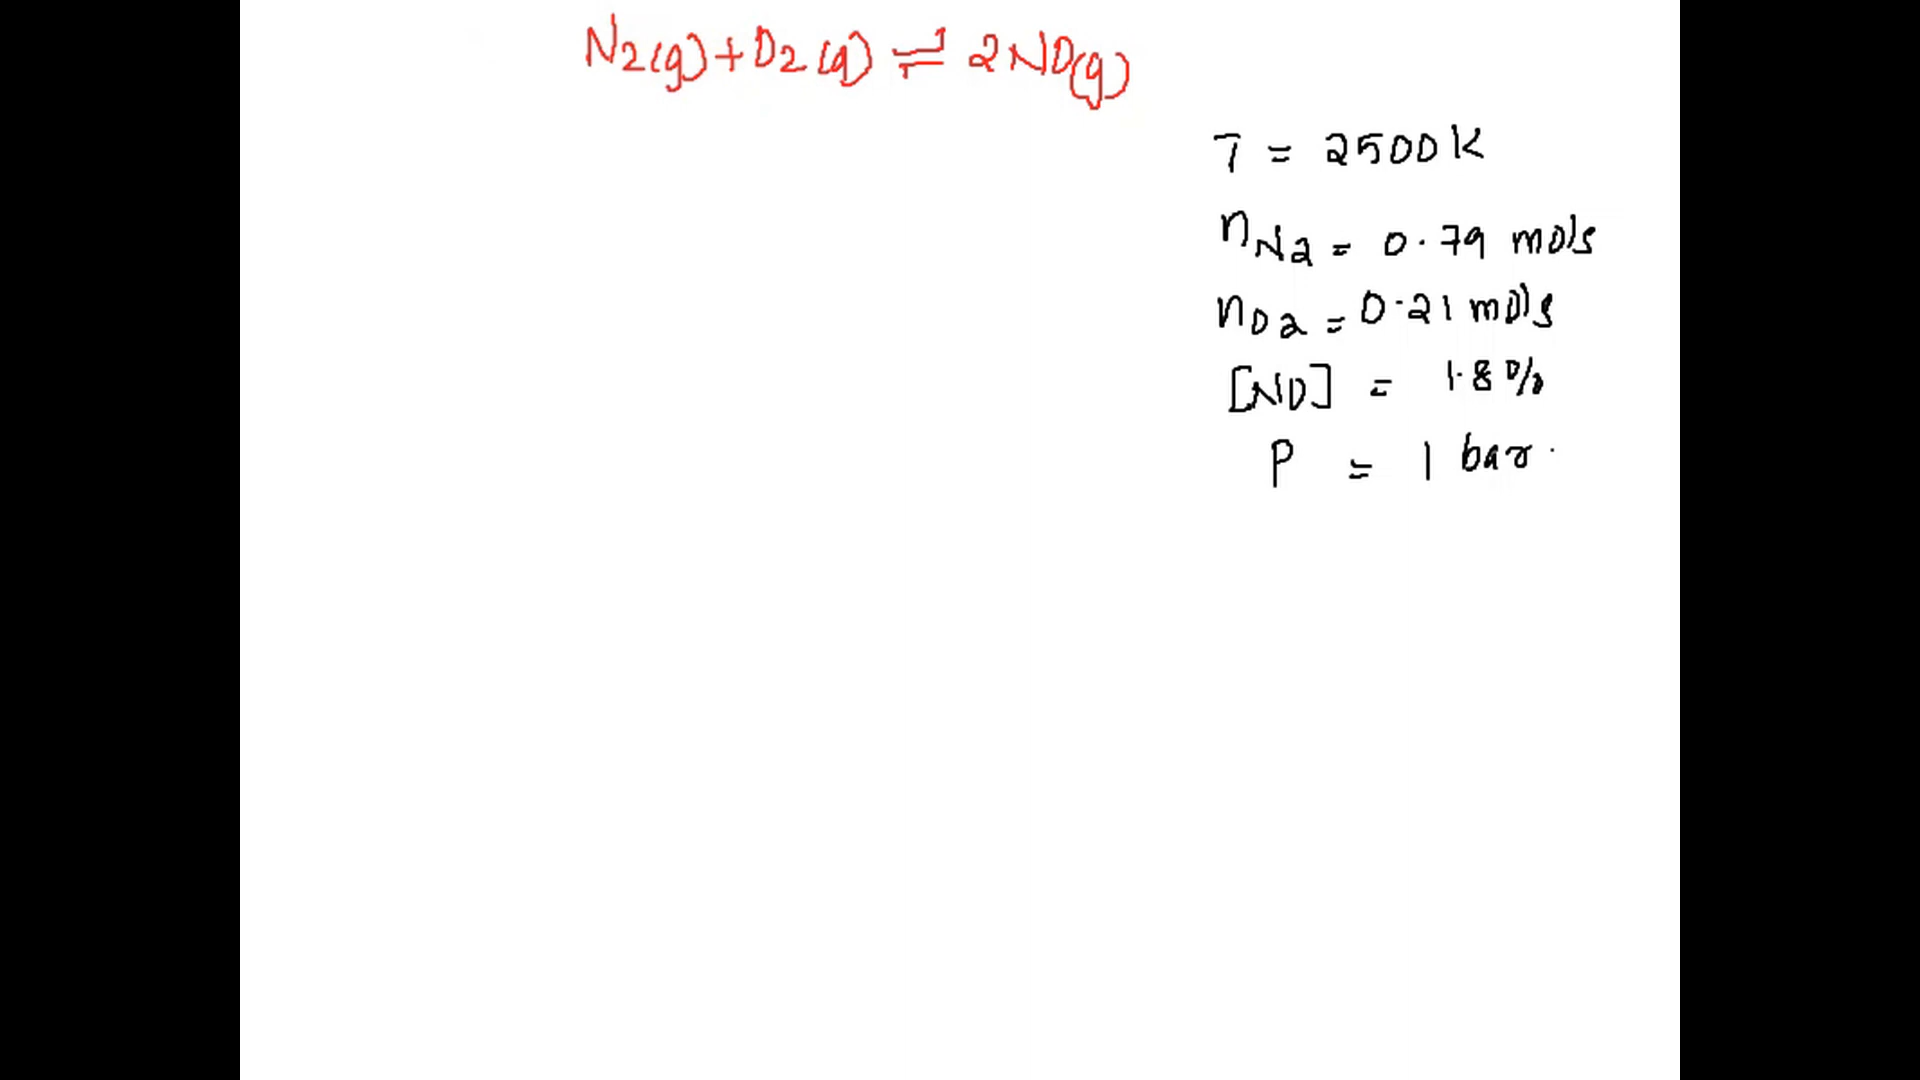 N2(g) + O2(g) ⇌ 2NO(g)
T = 2500K
nN2 = 0.79 mols
nO2 = 0.21 mols
[NO] = 1.8%
P = 1 bar.